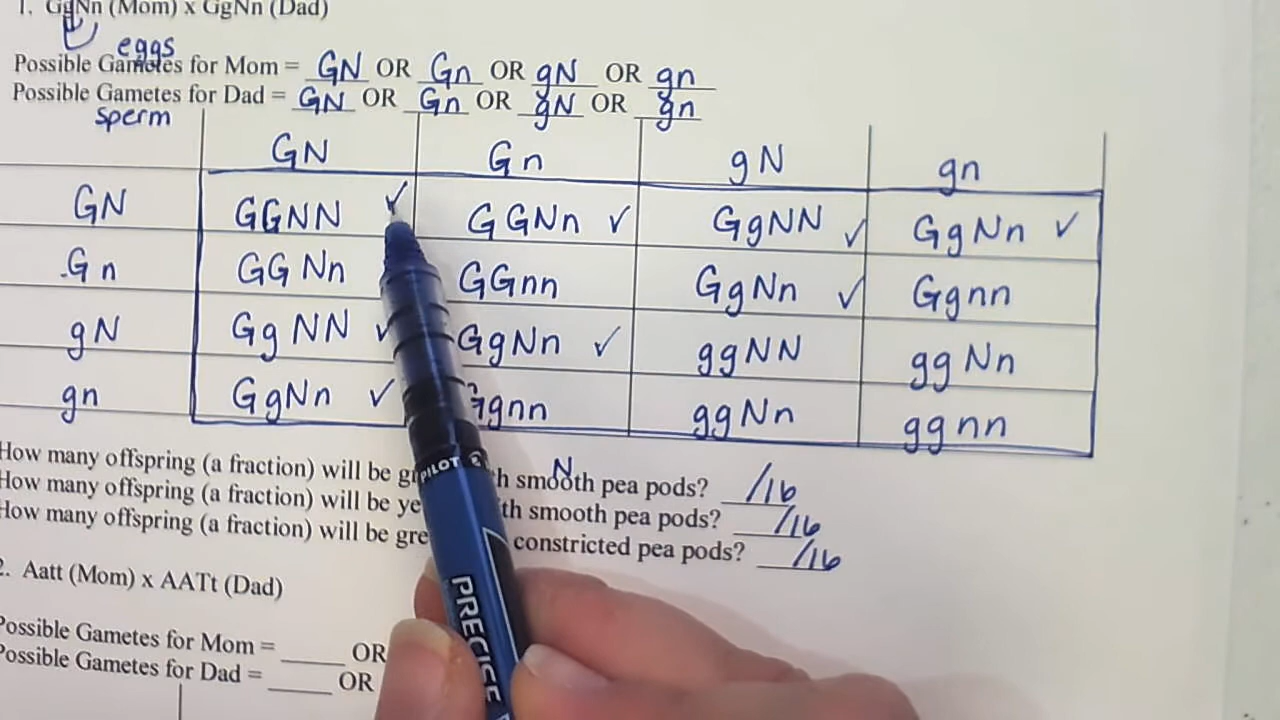 1. GgNn (Mom) x GgNn (Dad)
eggs
Possible Gametes for Mom = GN OR Gn OR gN OR gn
Possible Gametes for Dad = GN OR Gn OR gN OR gn
sperm
GN Gn gN gn
GN GGNN ✓ GGNn ✓ GgNN ✓ GgNn ✓
Gn GGNn GGnn GgNn ✓ Ggnn
gN GgNN ✓ GgNn ✓ ggNN ggNn
gn GgNn ✓ Ggnn ggNn ggnn
N
How many offspring (a fraction) will be smooth pea pods? /16
How many offspring (a fraction) will be smooth pea pods? /16
How many offspring (a fraction) will be constricted pea pods? /16
2. Aatt (Mom) x AATt (Dad)
Possible Gametes for Mom = ____ OR
Possible Gametes for Dad = ____ OR
PILOT
PRECISE